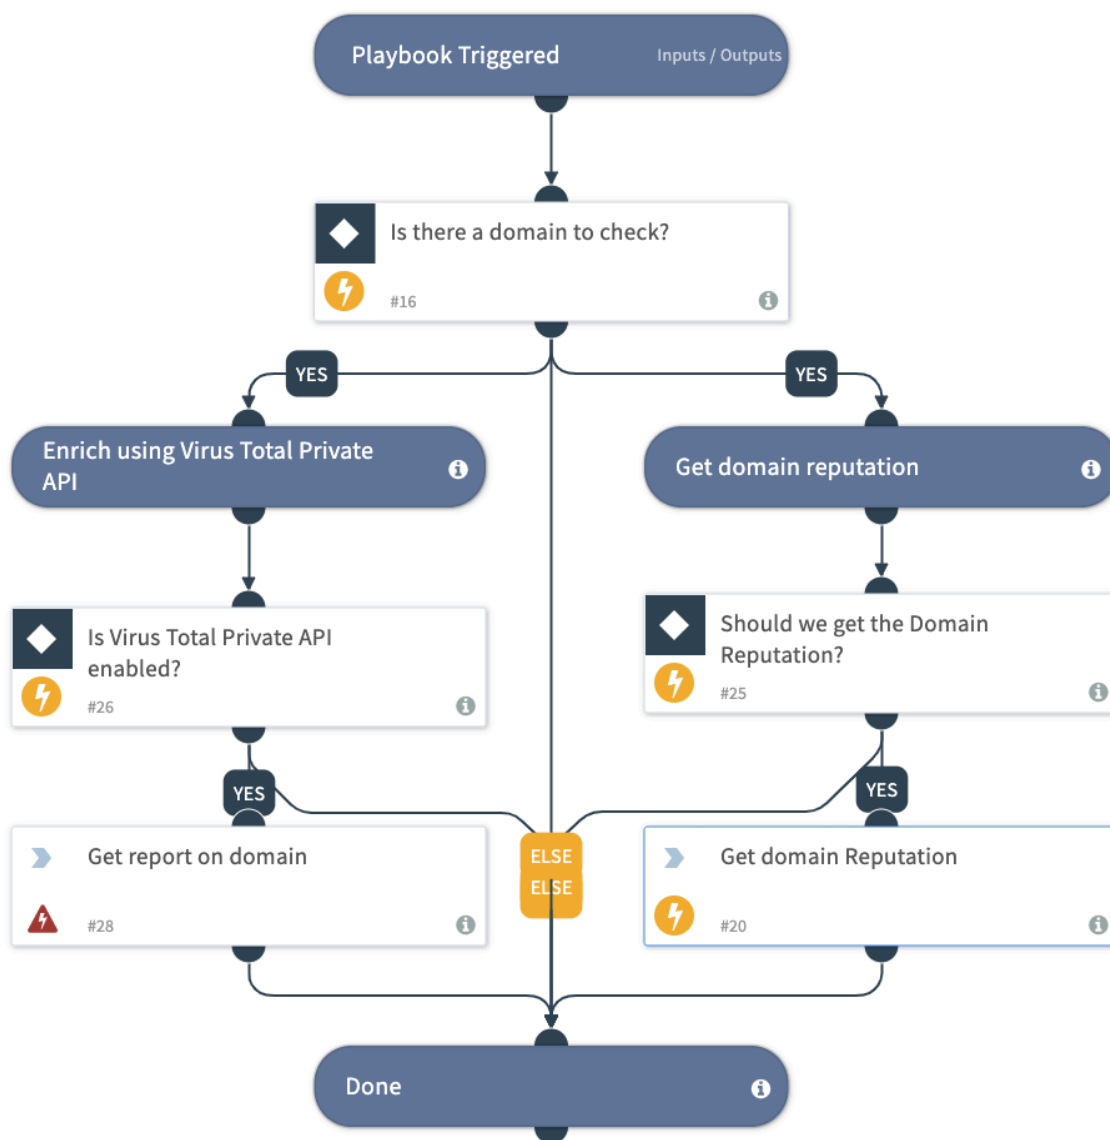 Playbook Triggered
Inputs / Outputs
Is there a domain to check?
#16
YES
YES
Enrich using Virus Total Private
API
Get domain reputation
Is Virus Total Private API
enabled?
#26
Should we get the Domain
Reputation?
#25
YES
YES
Get report on domain
#28
ELSE
ELSE
Get domain Reputation
#20
Done